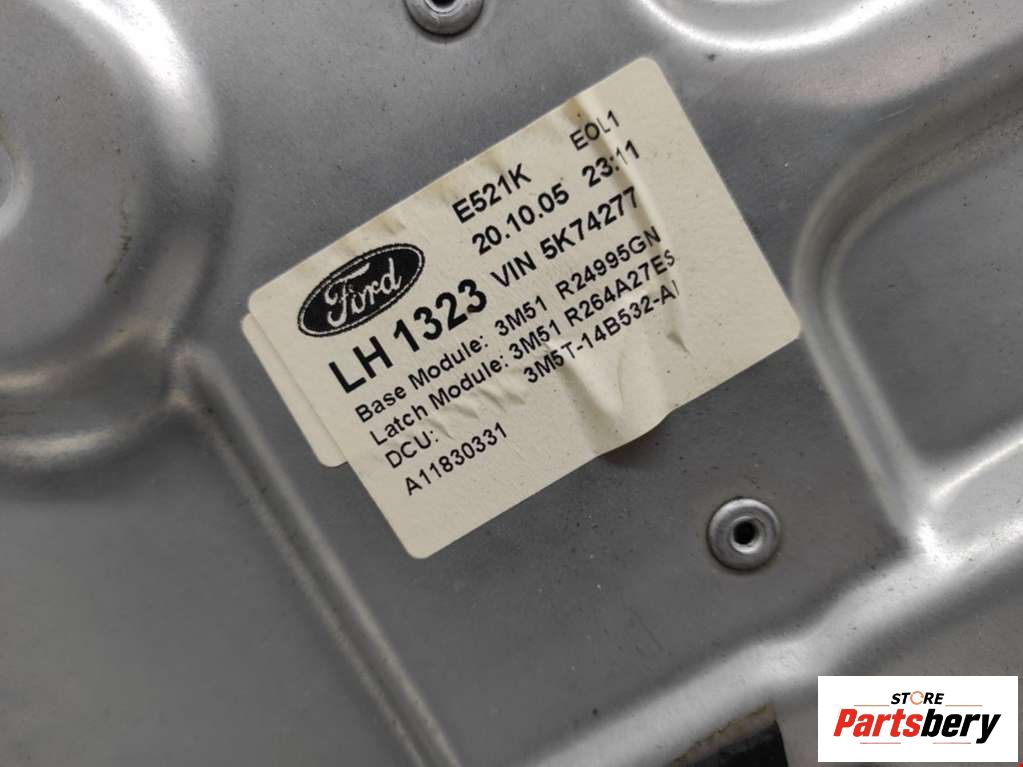 E521K EOL1
20.10.05 23:11
Ford
LH 1323 VIN 5K74277
Base Module: 3M51 R24995GN
Latch Module: 3M51 R264A27ES
DCU: 3M5T-14B532-A
A11830331
STORE
Partsbery